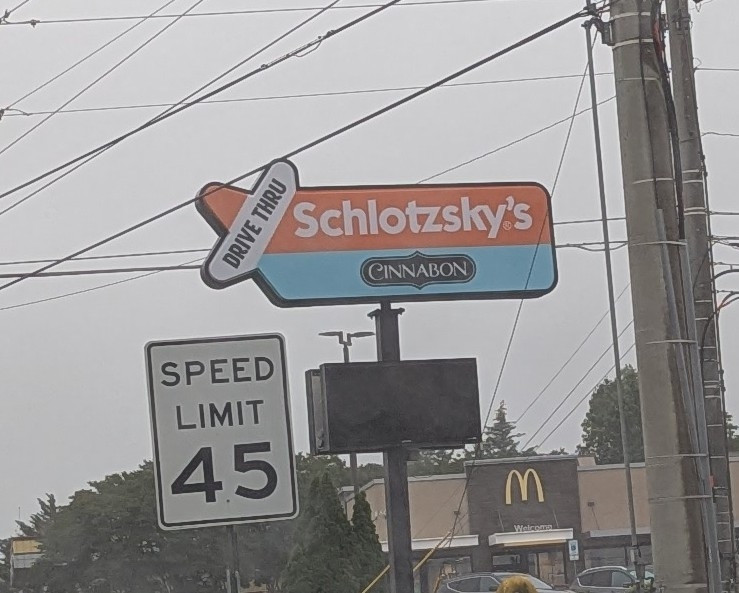 DRIVE THRU
Schlotzsky's®
CINNABON
SPEED
LIMIT
45
Welcome